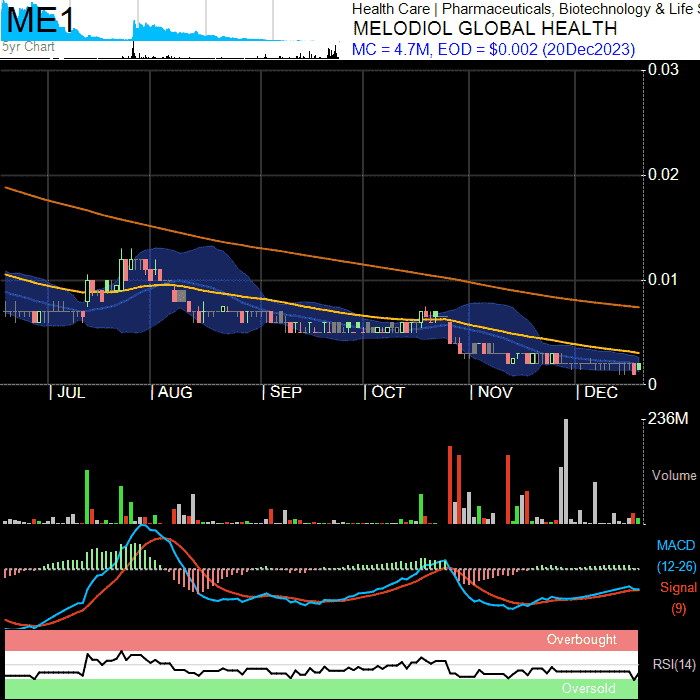 ME1
5yr Chart
Health Care | Pharmaceuticals, Biotechnology & Life S
MELODIOL GLOBAL HEALTH
MC = 4.7M, EOD = $0.002 (20Dec2023)
0.03
0.02
0.01
0
| JUL | AUG | SEP | OCT | NOV | DEC
236M
Volume
MACD
(12-26)
Signal
(9)
Overbought
RSI(14)
Oversold